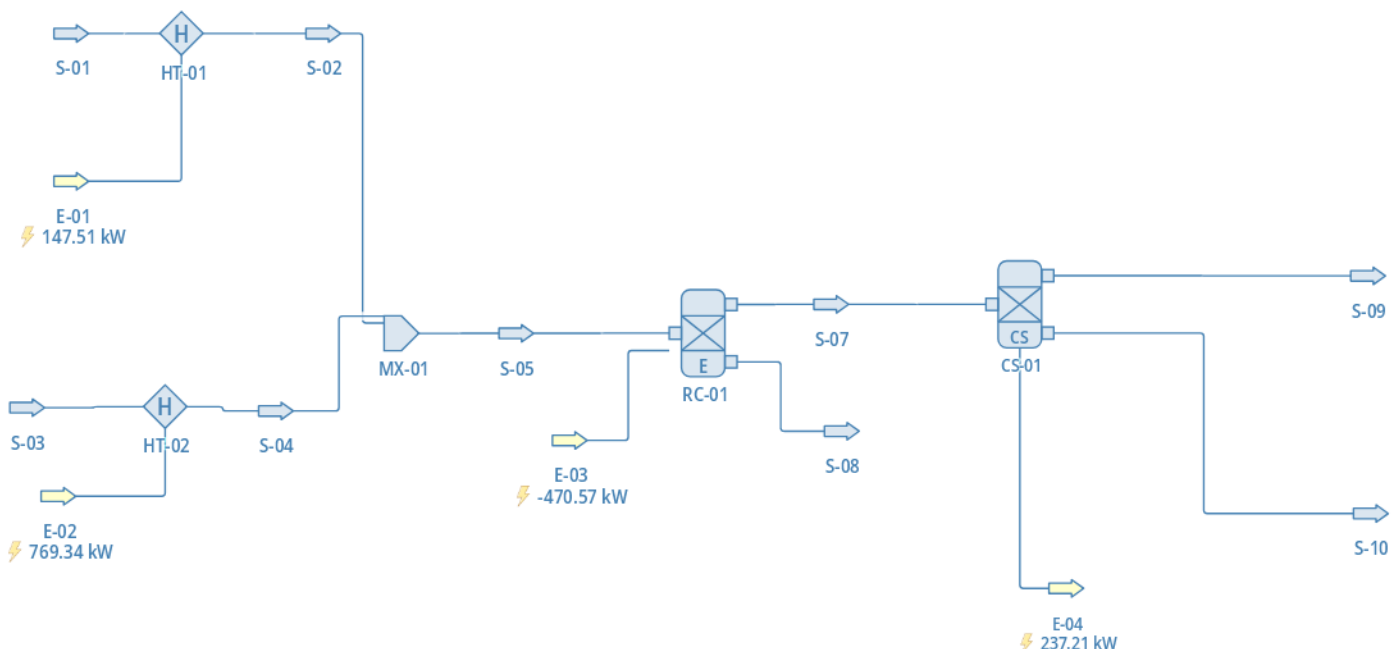 H
S-01
HT-01
S-02
E-01
147.51 kW
S-09
CS
CS-01
S-07
MX-01
S-05
E
RC-01
H
S-03
HT-02
S-04
S-08
E-03
-470.57 kW
E-02
769.34 kW
S-10
E-04
237.21 kW